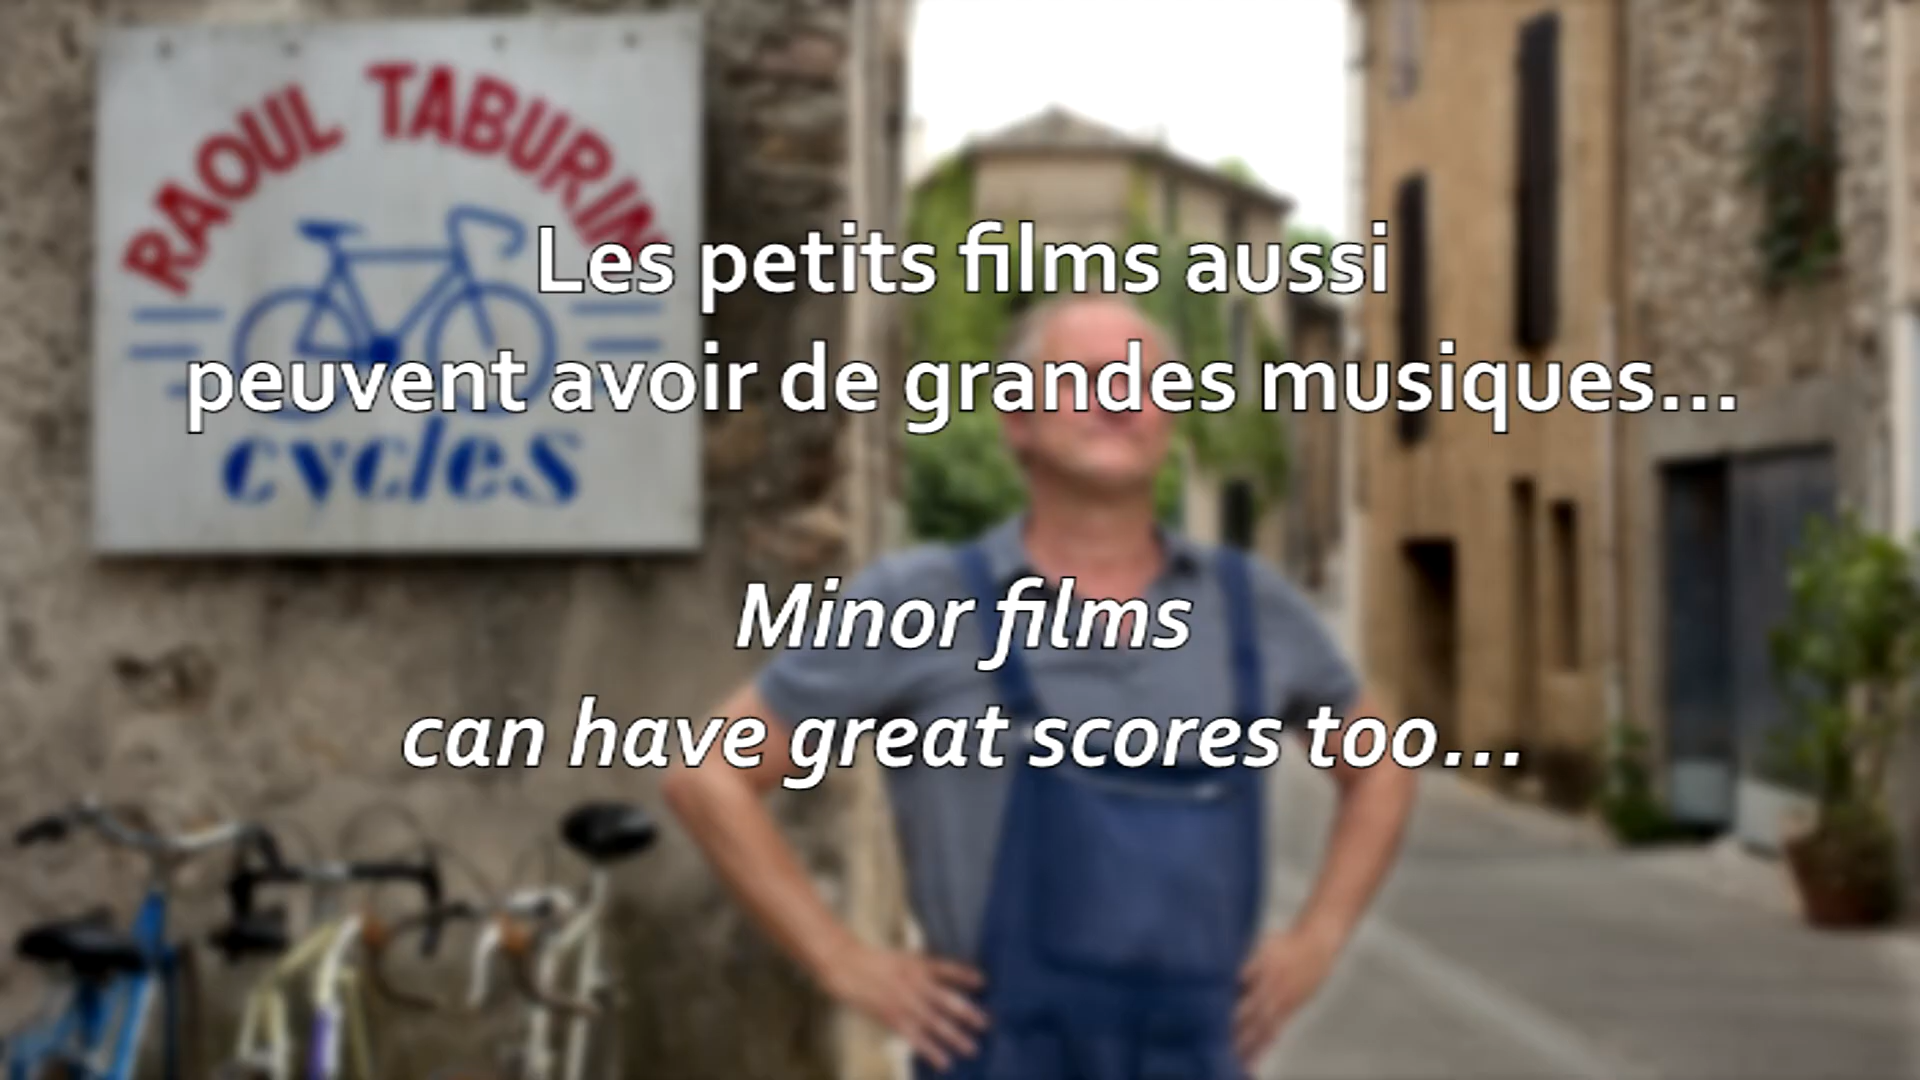 RAOUL TABURIN
cycles
Les petits films aussi
peuvent avoir de grandes musiques...
Minor films
can have great scores too...